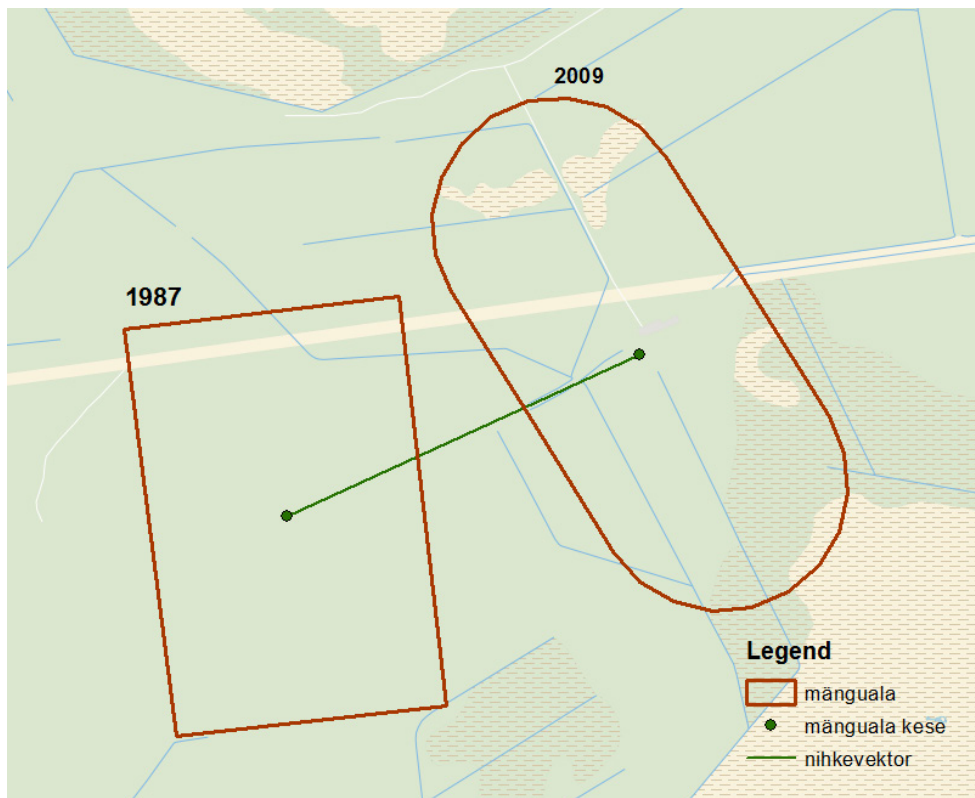 2009
1987
Legend
mänguala
mänguala kese
nihkevektor